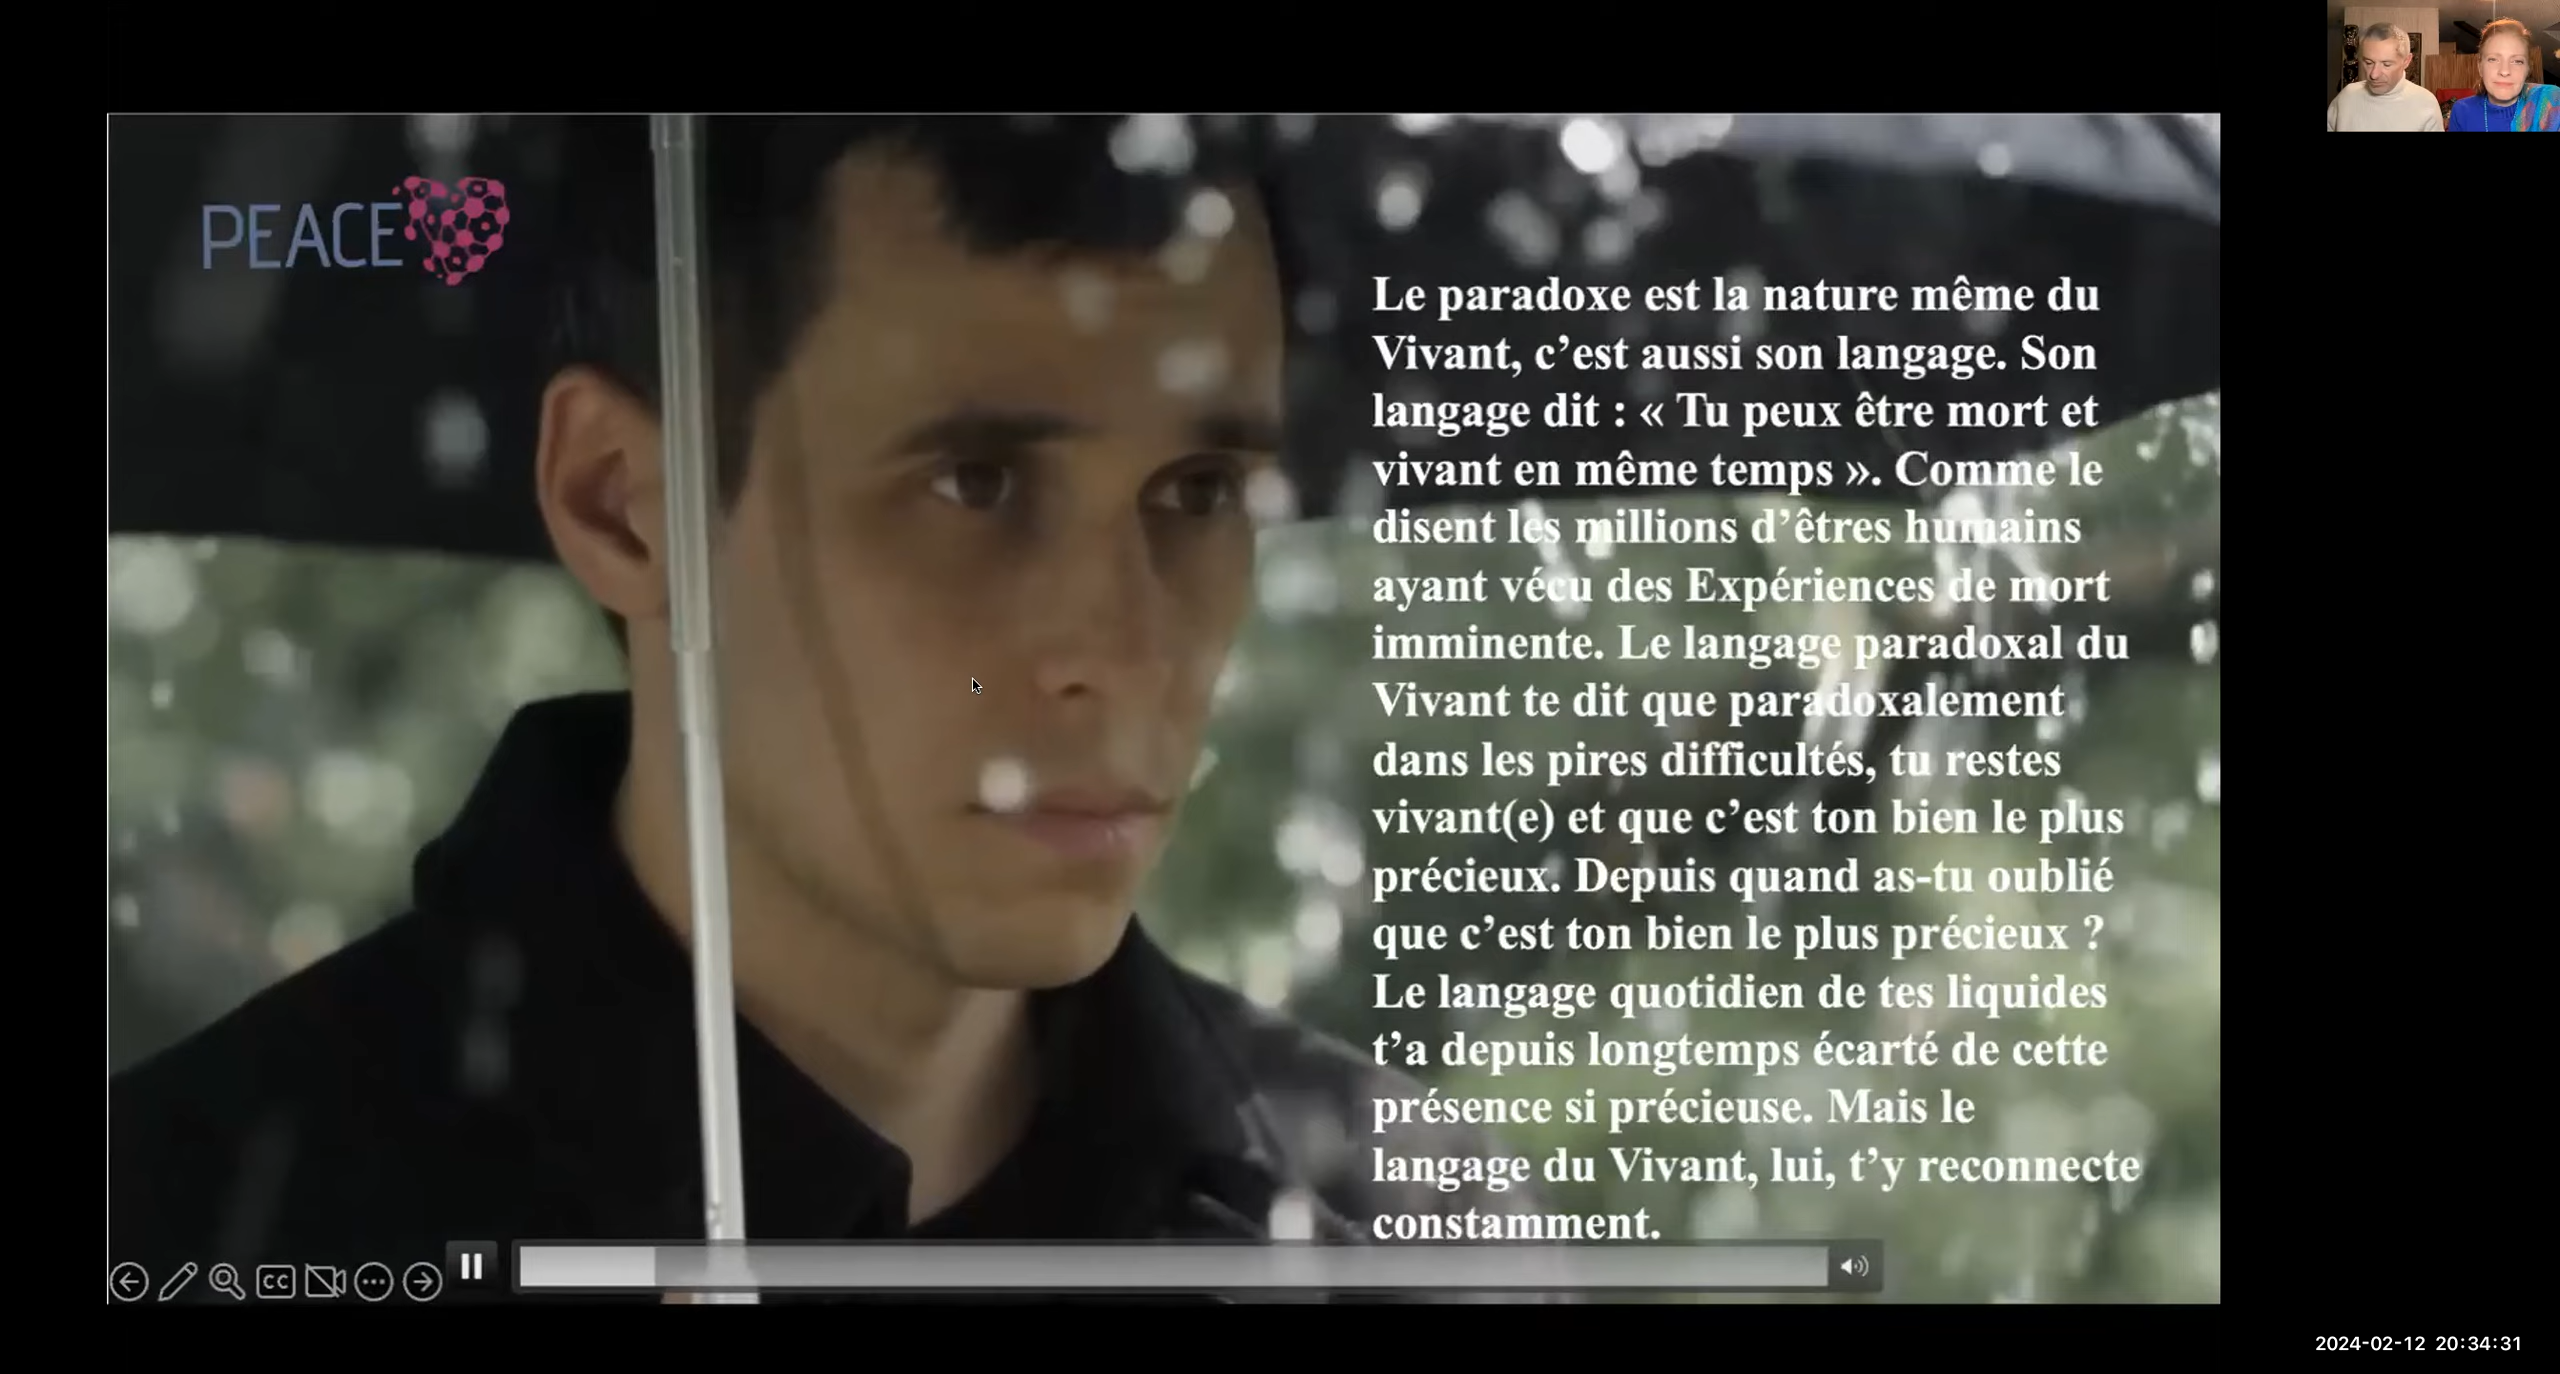 PEACE
Le paradoxe est la nature même du
Vivant, c’est aussi son langage. Son
langage dit : « Tu peux être mort et
vivant en même temps ». Comme le
disent les millions d’êtres humains
ayant vécu des Expériences de mort
imminente. Le langage paradoxal du
Vivant te dit que paradoxalement
dans les pires difficultés, tu restes
vivant(e) et que c’est ton bien le plus
précieux. Depuis quand as-tu oublié
que c’est ton bien le plus précieux ?
Le langage quotidien de tes liquides
t’a depuis longtemps écarté de cette
présence si précieuse. Mais le
langage du Vivant, lui, t’y reconnecte
constamment.
CC
2024-02-12 20:34:31